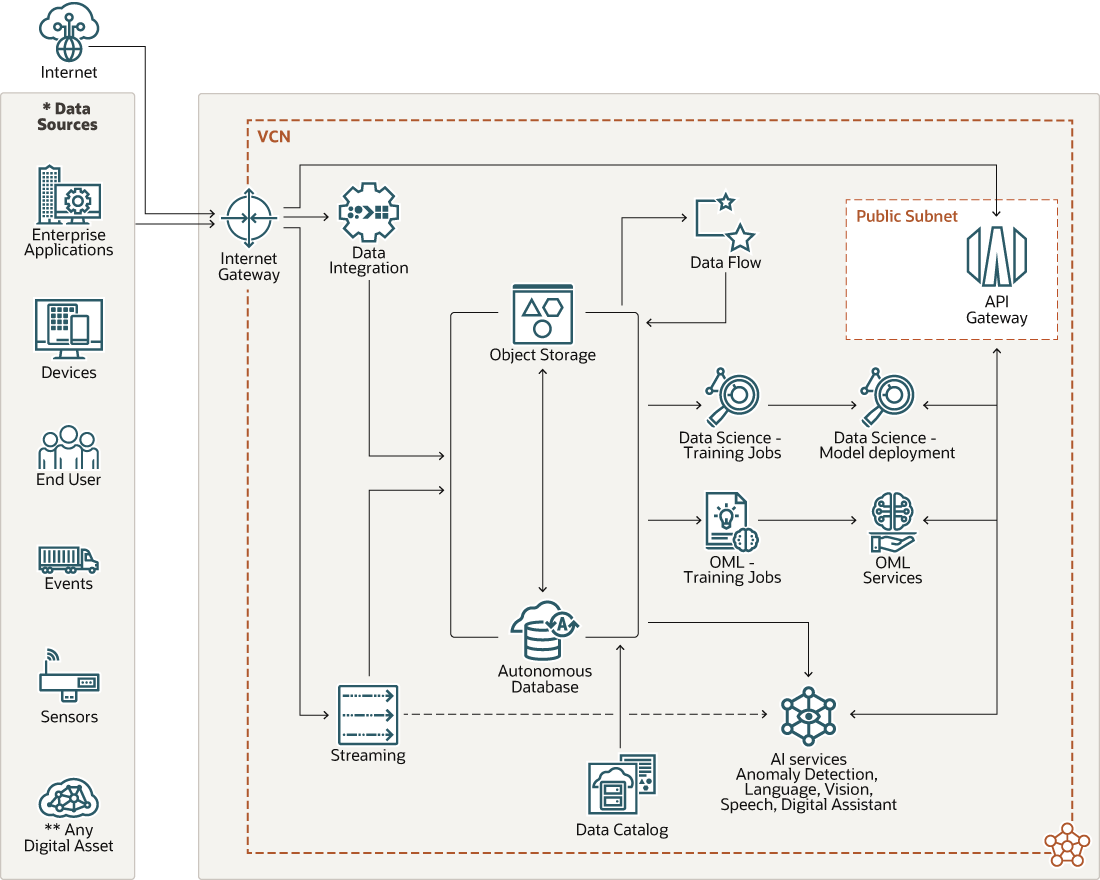 Internet
* Data
Sources
Enterprise
Applications
Devices
End User
Events
Sensors
** Any
Digital Asset
VCN
Internet
Gateway
Data
Integration
Data Flow
Public Subnet
API
Gateway
Object Storage
Data Science -
Training Jobs
Data Science -
Model deployment
OML -
Training Jobs
OML
Services
A
Autonomous
Database
Streaming
AI services
Anomaly Detection,
Language, Vision,
Speech, Digital Assistant
Data Catalog